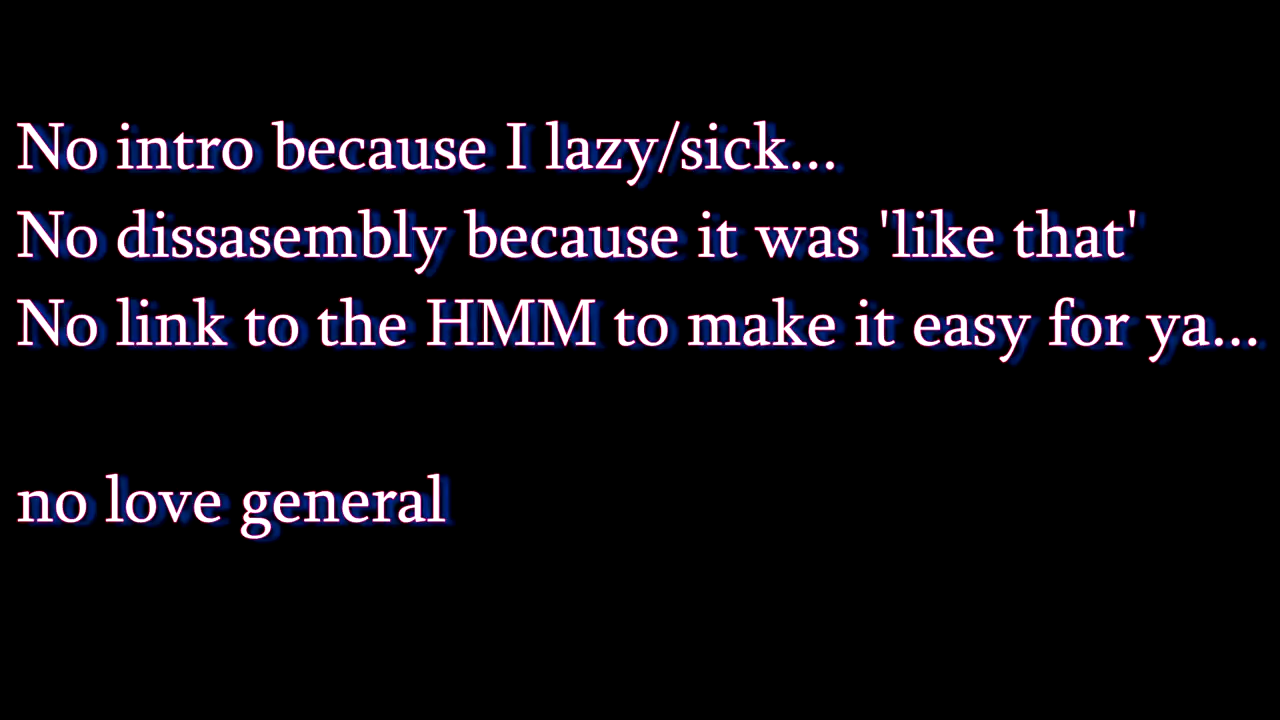 No intro because I lazy/sick...
No dissasembly because it was 'like that'
No link to the HMM to make it easy for ya...
no love general